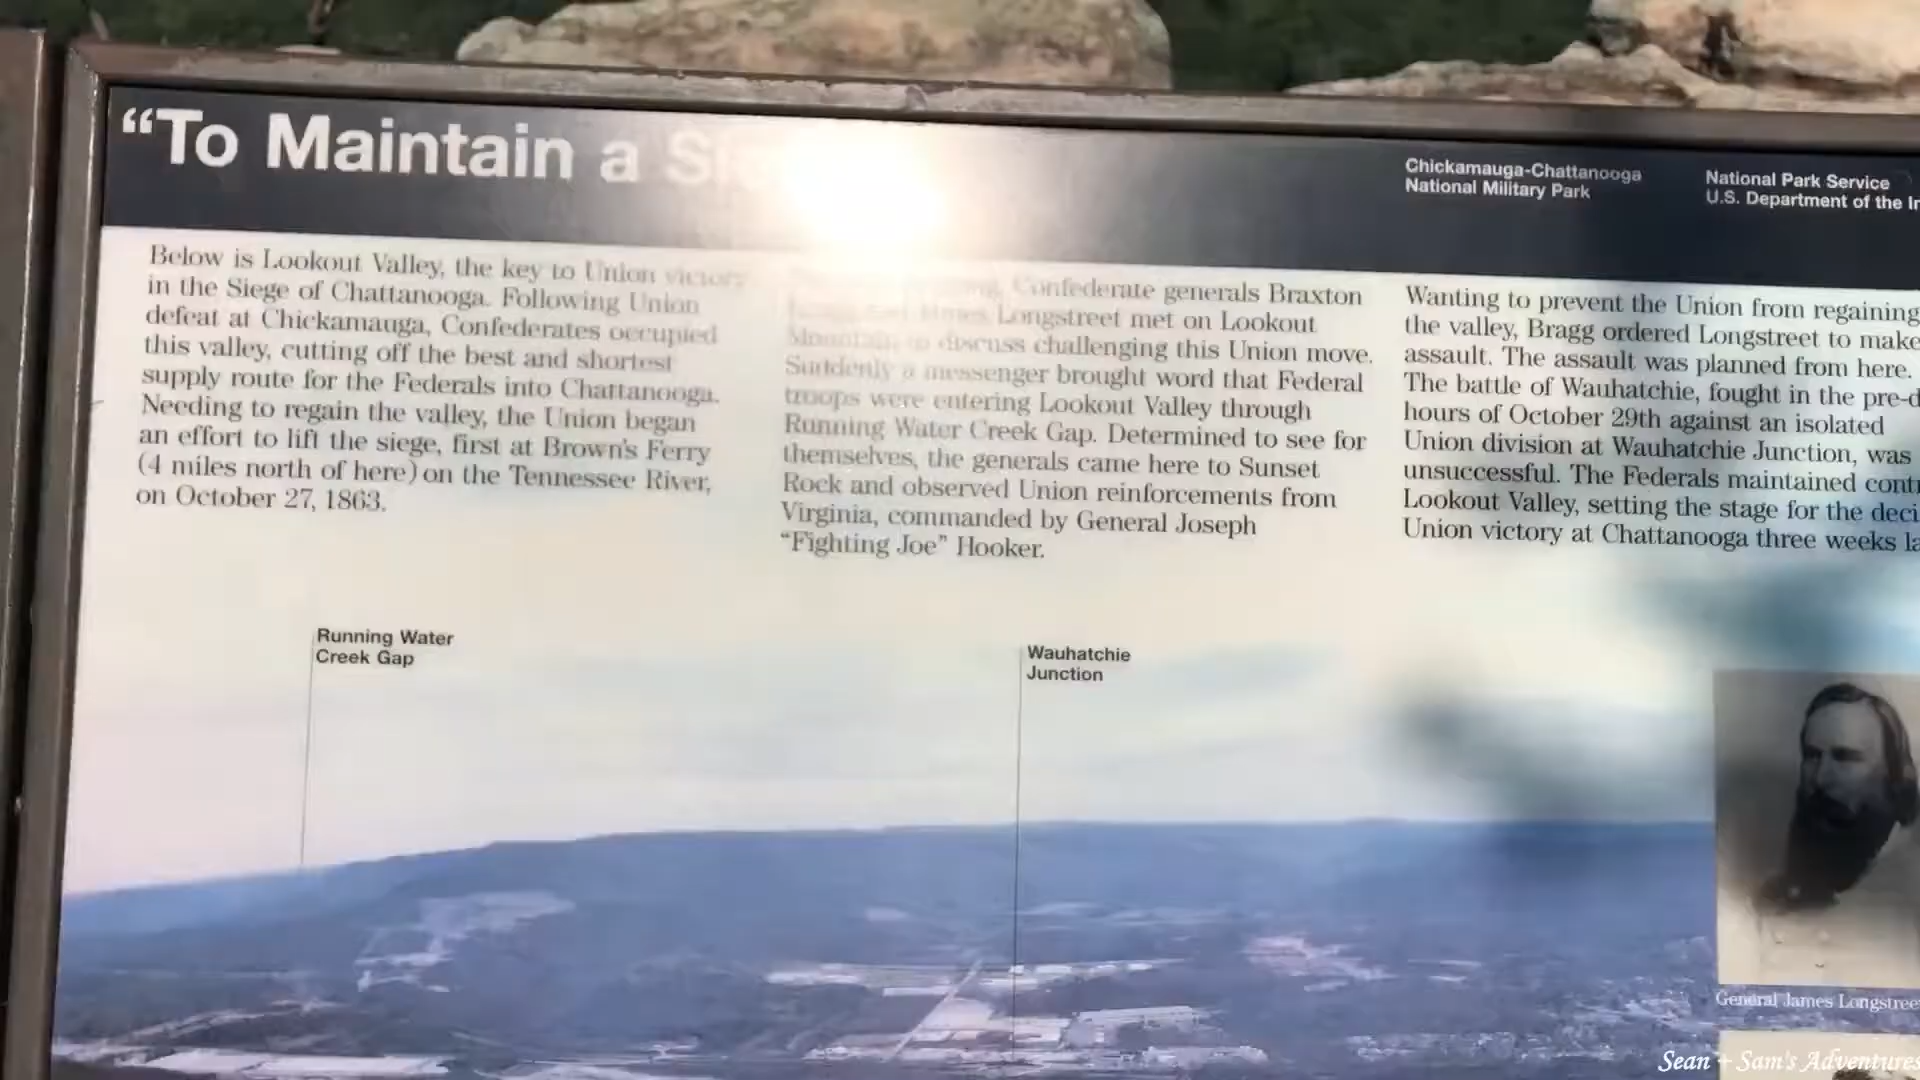 “To Maintain a
Chickamauga-Chattanooga
National Military Park
National Park Service
U.S. Department of the
Below is Lookout Valley, the key to Union victory
in the Siege of Chattanooga. Following Union
defeat at Chickamauga, Confederates occupied
this valley, cutting off the best and shortest
supply route for the Federals into Chattanooga.
Needing to regain the valley, the Union began
an effort to lift the siege, first at Brown's Ferry
(4 miles north of here) on the Tennessee River,
on October 27, 1863.
Confederate generals Braxton
Longstreet met on Lookout
Mountain to discuss challenging this Union move.
Suddenly a messenger brought word that Federal
troops were entering Lookout Valley through
Running Water Creek Gap. Determined to see for
themselves, the generals came here to Sunset
Rock and observed Union reinforcements from
Virginia, commanded by General Joseph
“Fighting Joe” Hooker.
Wanting to prevent the Union from regaining
the valley, Bragg ordered Longstreet to make
assault. The assault was planned from here.
The battle of Wauhatchie, fought in the pre-d
hours of October 29th against an isolated
Union division at Wauhatchie Junction, was
unsuccessful. The Federals maintained cont
Lookout Valley, setting the stage for the deci
Union victory at Chattanooga three weeks la
Running Water
Creek Gap
Wauhatchie
Junction
General James Longstree
Sean + Sam's Adventures